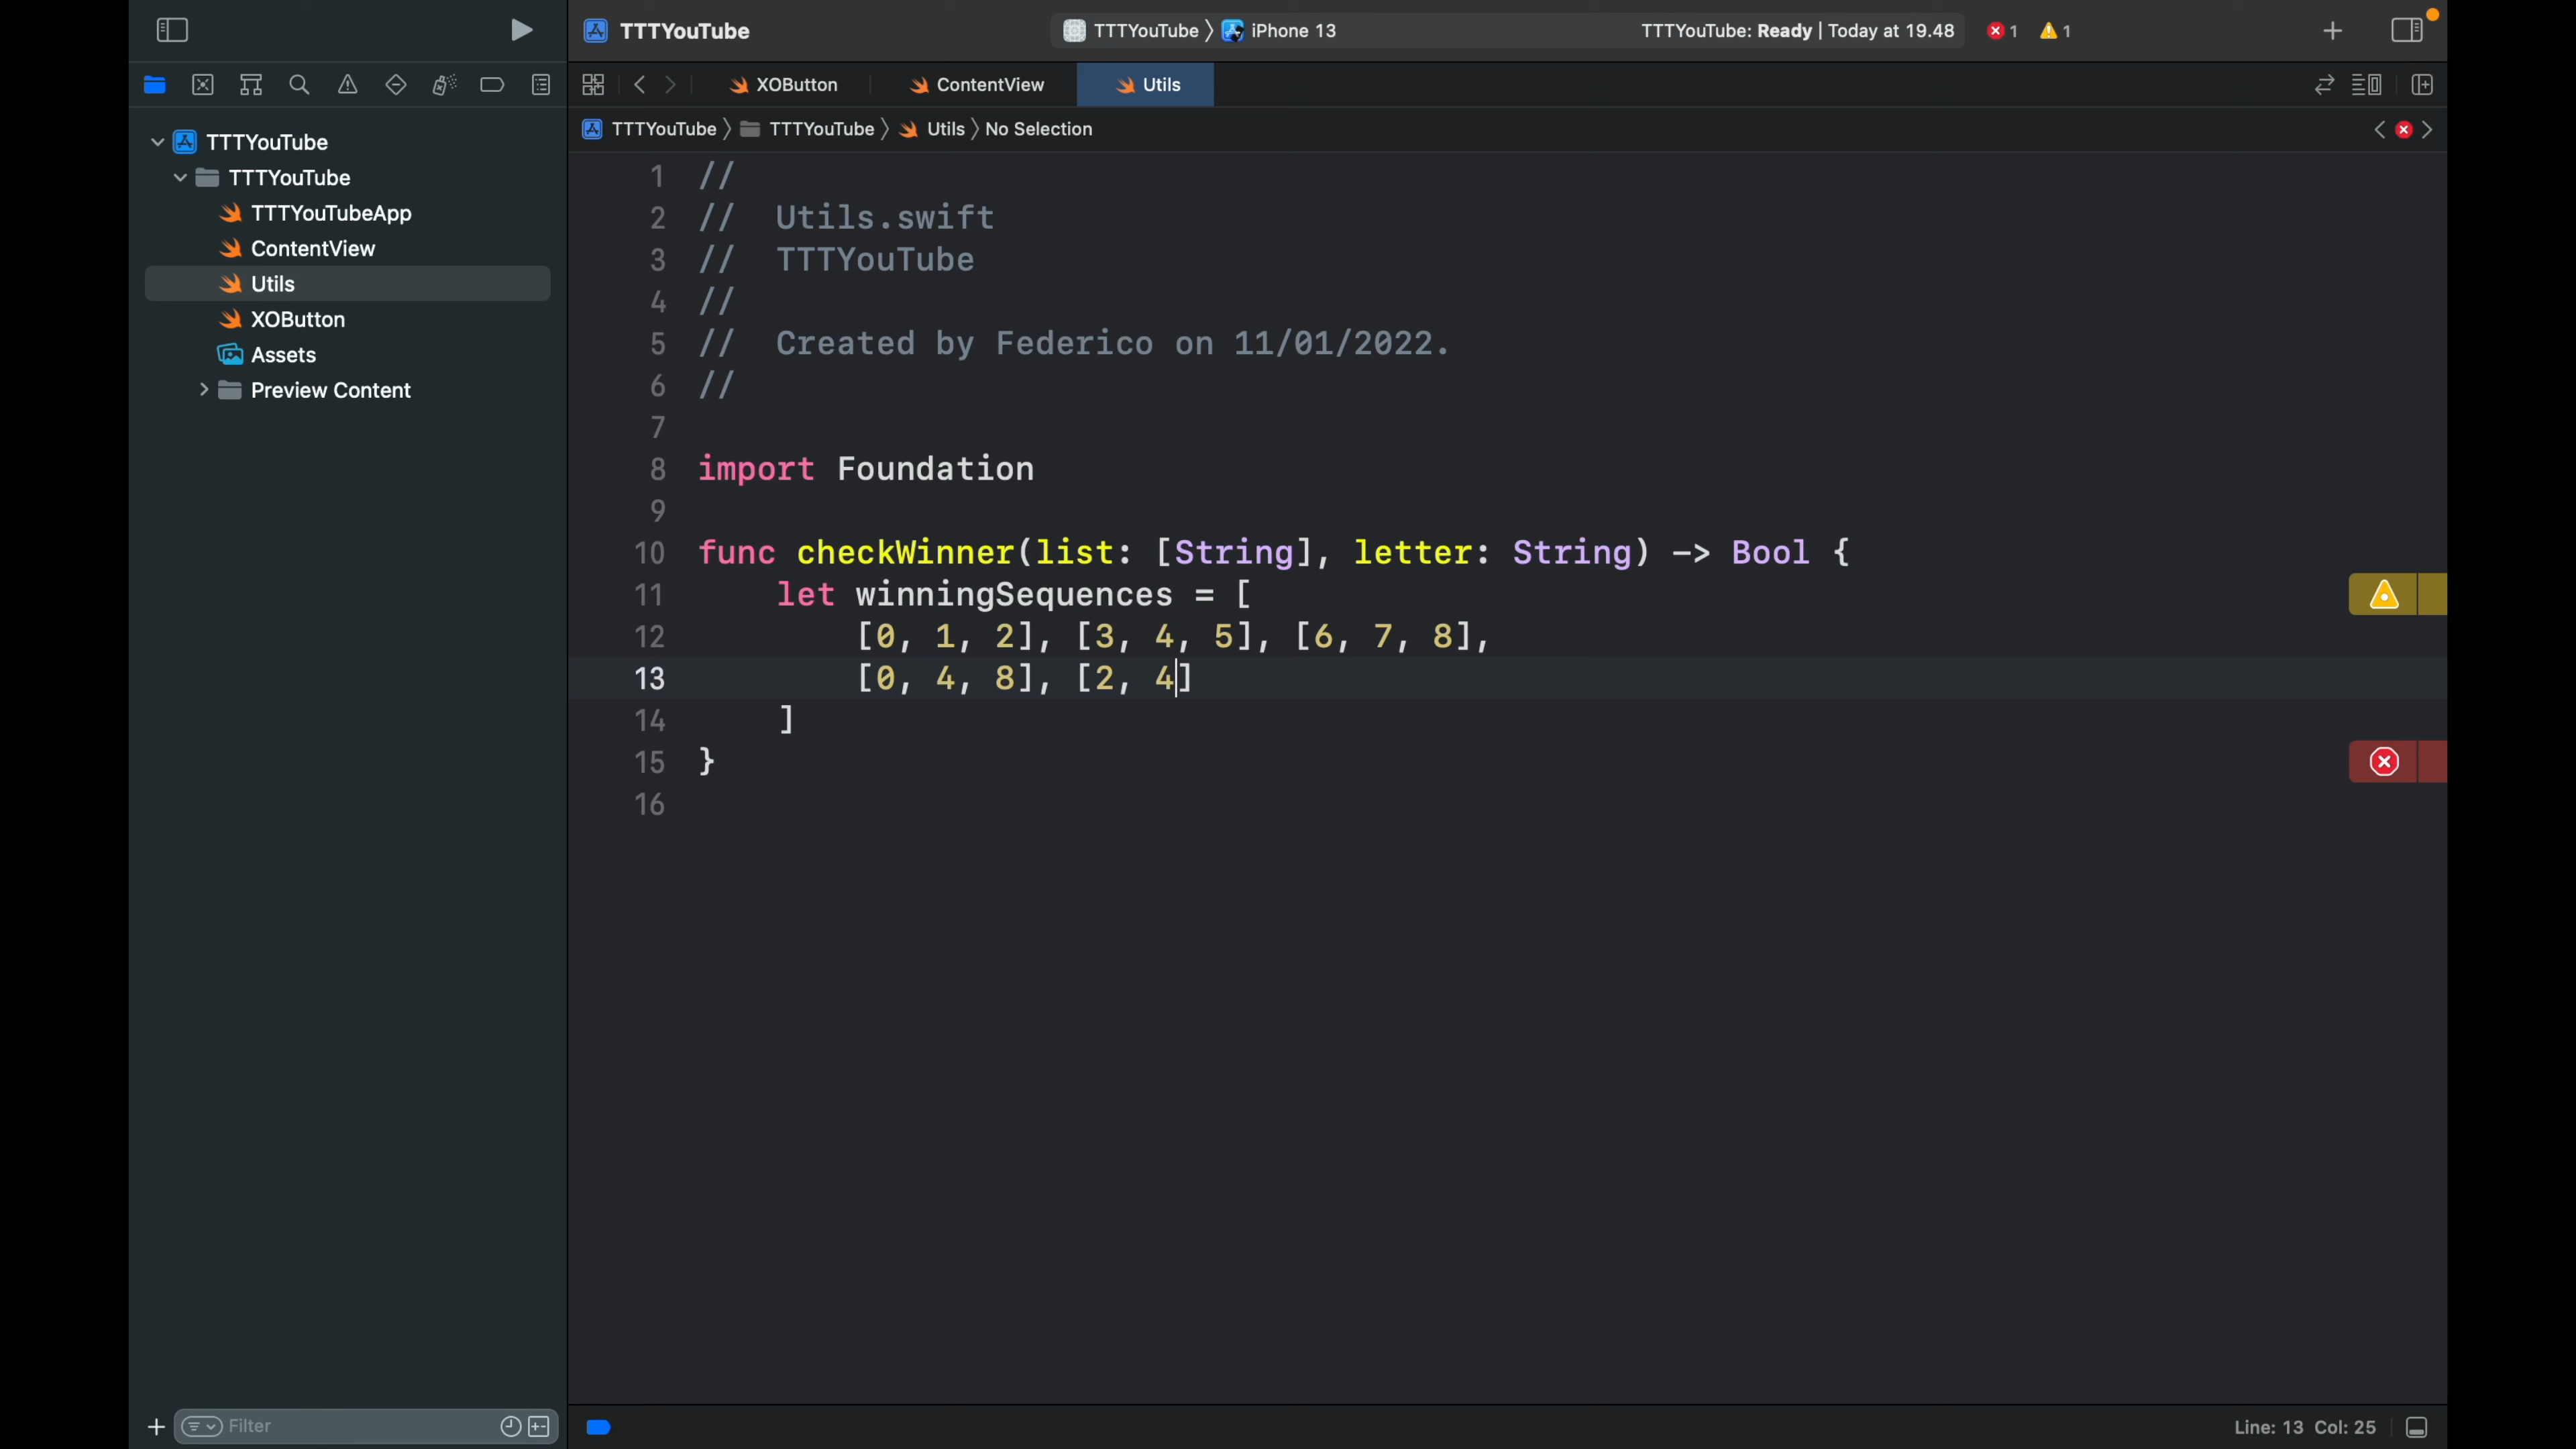 TTTYouTube
TTTYouTube 〉 iPhone 13
TTTYouTube: Ready | Today at 19.48
1
1
XOButton
ContentView
Utils
TTTYouTube 〉 TTTYouTube 〉 Utils 〉 No Selection
TTTYouTube
TTTYouTube
TTTYouTubeApp
ContentView
Utils
XOButton
Assets
Preview Content
1 //
2 //  Utils.swift
3 //  TTTYouTube
4 //
5 //  Created by Federico on 11/01/2022.
6 //
7
8 import Foundation
9
10 func checkWinner(list: [String], letter: String) -> Bool {
11     let winningSequences = [
12         [0, 1, 2], [3, 4, 5], [6, 7, 8],
13         [0, 4, 8], [2, 4]
14     ]
15 }
16
Filter
Line: 13 Col: 25